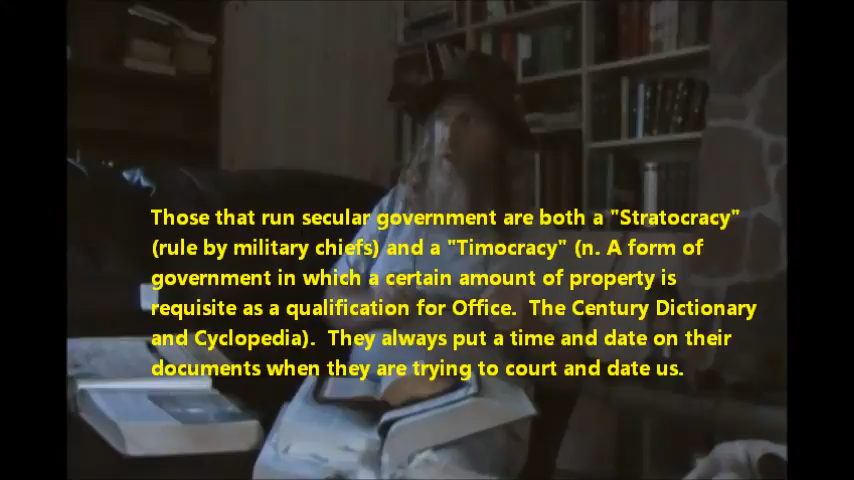 Those that run secular government are both a "Stratocracy"
(rule by military chiefs) and a "Timocracy" (n. A form of
government in which a certain amount of property is
requisite as a qualification for Office.  The Century Dictionary
and Cyclopedia).  They always put a time and date on their
documents when they are trying to court and date us.